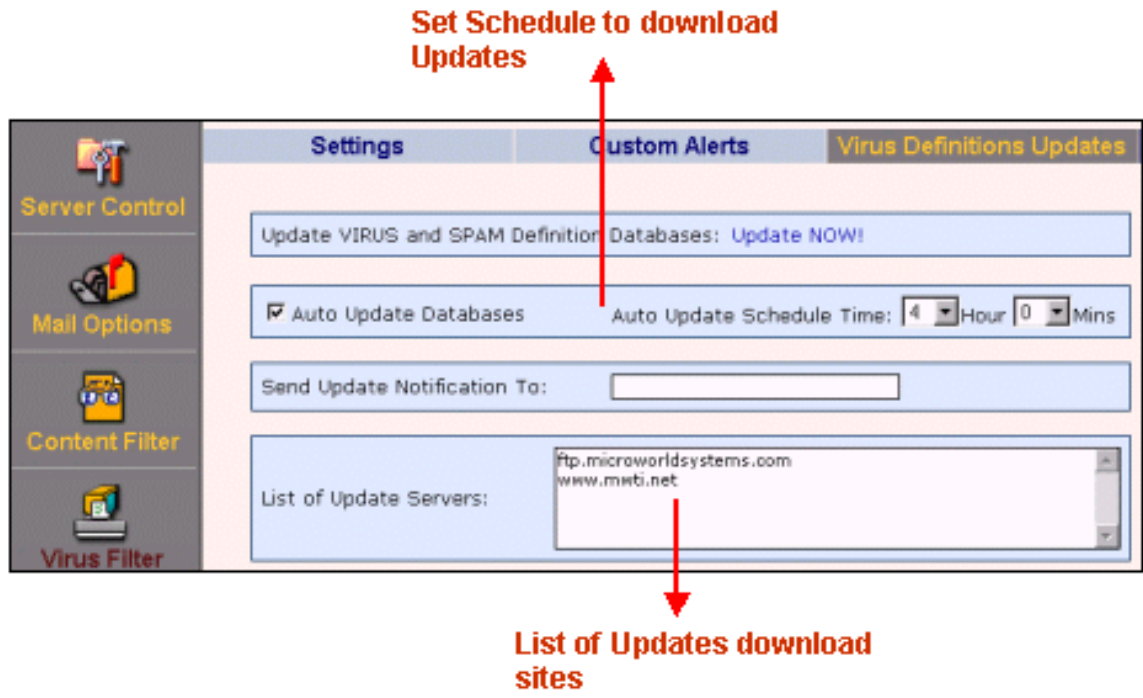 Set Schedule to download
Updates
Settings
Custom Alerts
Virus Definitions Updates
Server Control
Update VIRUS and SPAM Definition Databases: Update NOW!
Mail Options
Auto Update Databases
Auto Update Schedule Time: 4 Hour 0 Mins
Send Update Notification To:
Content Filter
List of Update Servers:
ftp.microworldsystems.com
www.mwti.net
Virus Filter
List of Updates download
sites